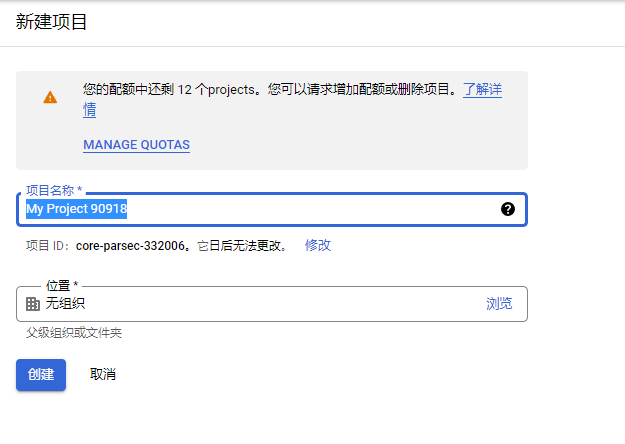 新建项目
您的配额中还剩 12 个projects。您可以请求增加配额或删除项目。了解详
情
MANAGE QUOTAS
项目名称 *
My Project 90918
项目 ID：core-parsec-332006。它日后无法更改。 修改
位置 *
无组织 浏览
父级组织或文件夹
创建 取消